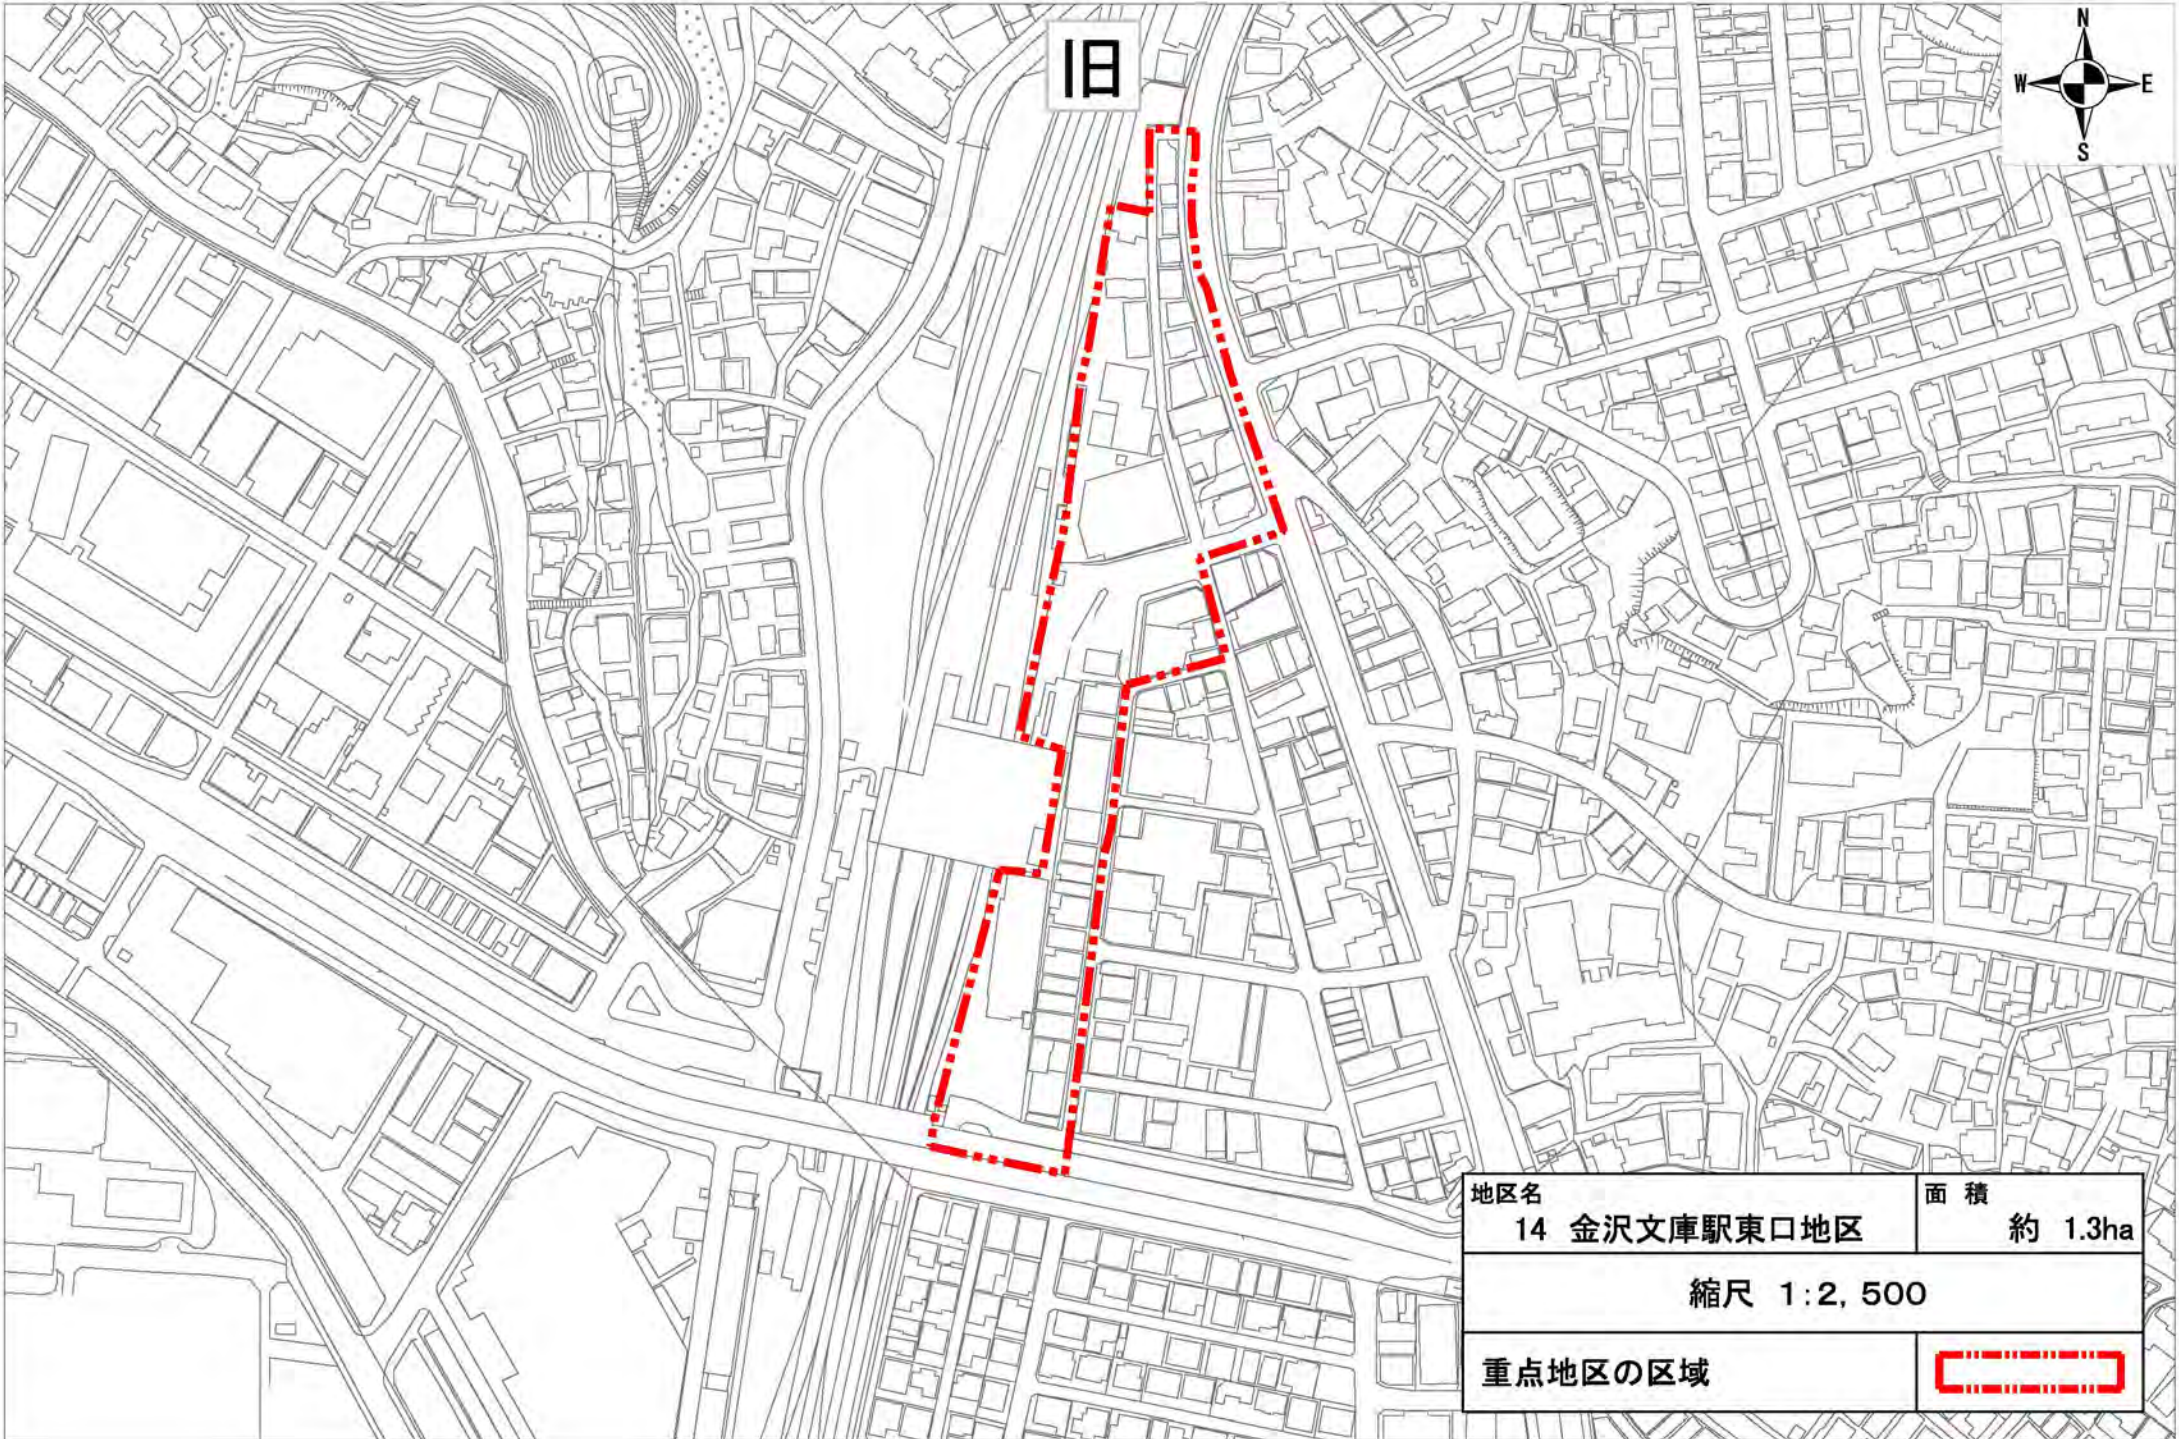 旧
N
W E
S
地区名
14 金沢文庫駅東口地区
面 積
約 1.3ha
縮尺 1:2,500
重点地区の区域